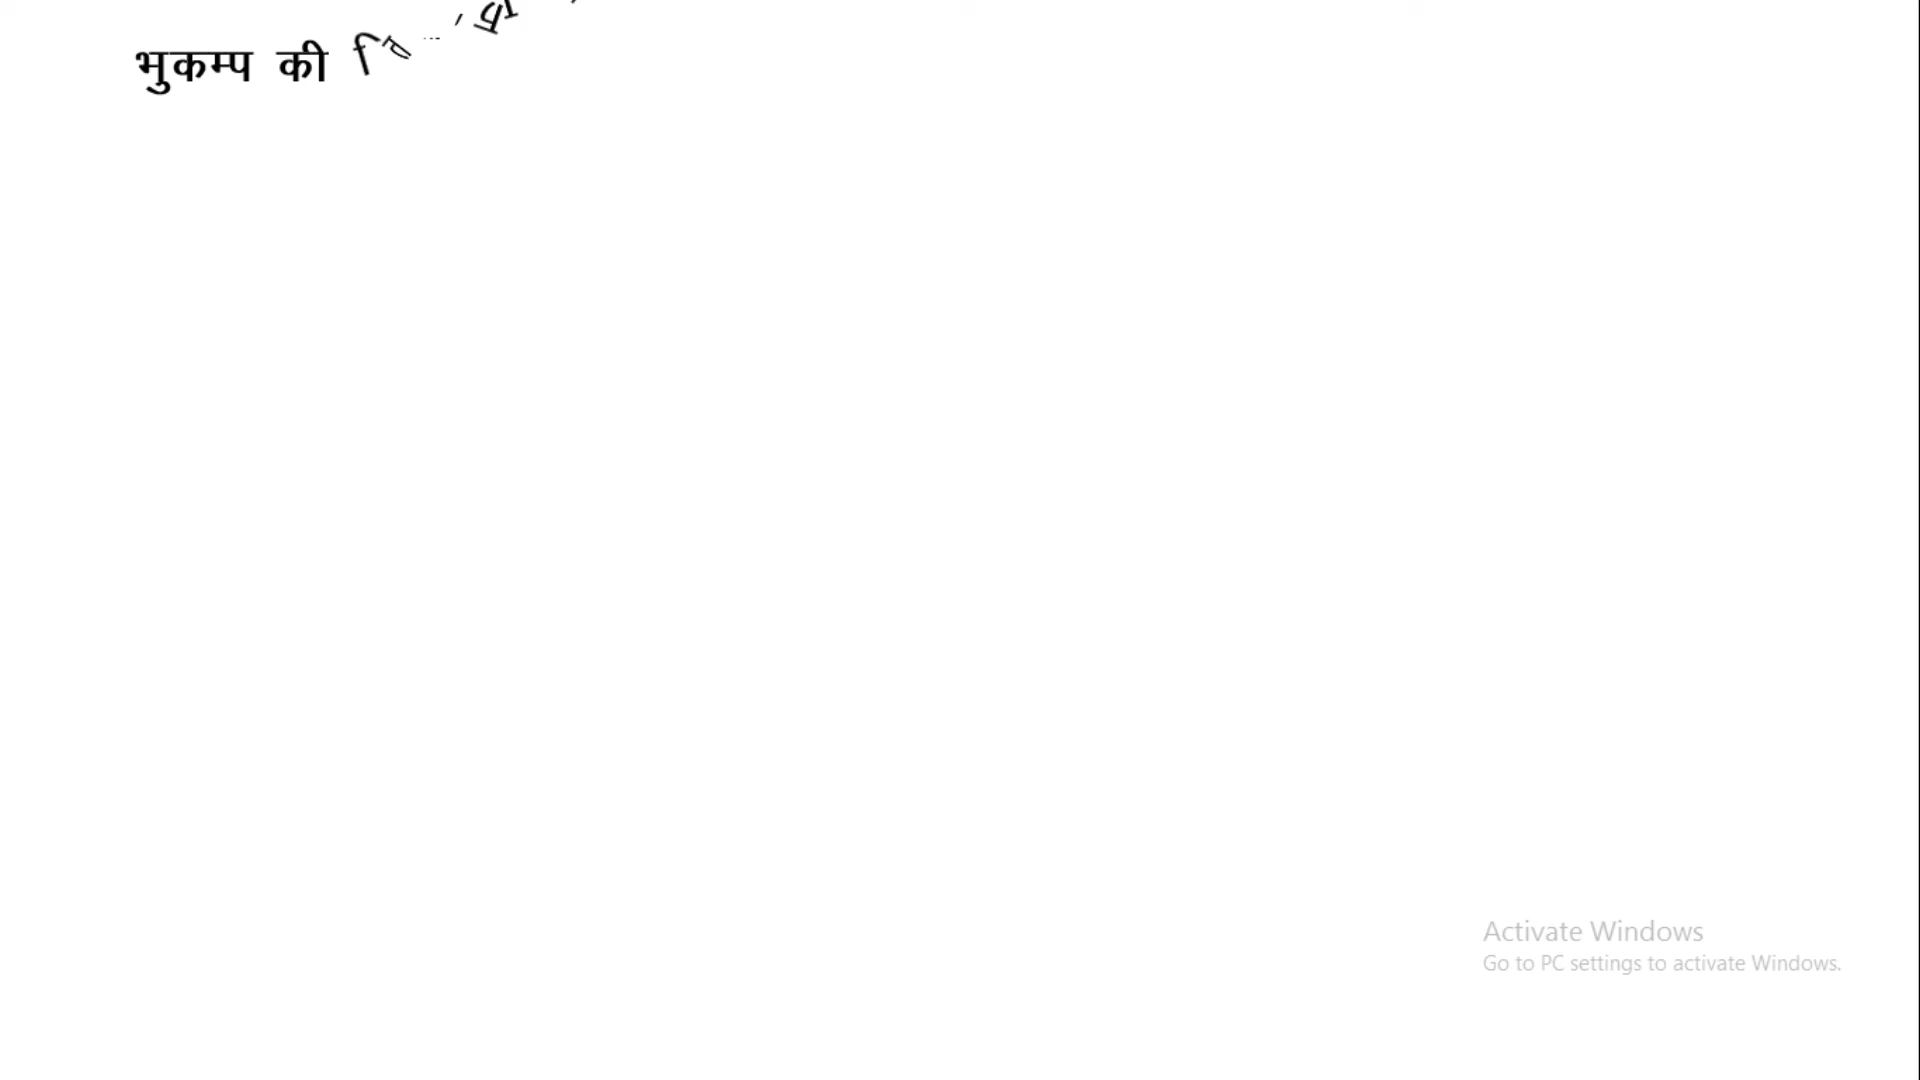 भुकम्प की
Activate Windows
Go to PC settings to activate Windows.